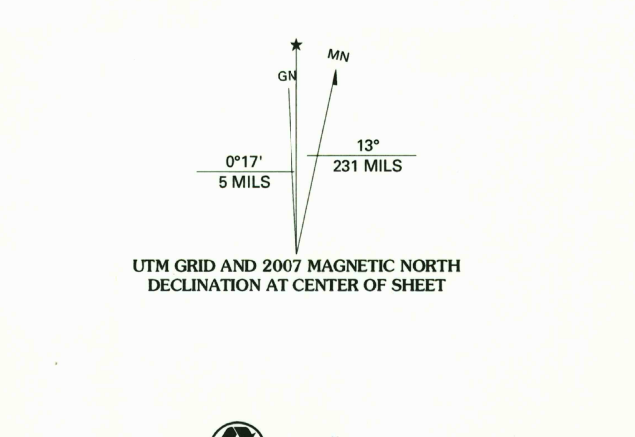 MN
GN
13°
231 MILS
0°17'
5 MILS
UTM GRID AND 2007 MAGNETIC NORTH
DECLINATION AT CENTER OF SHEET